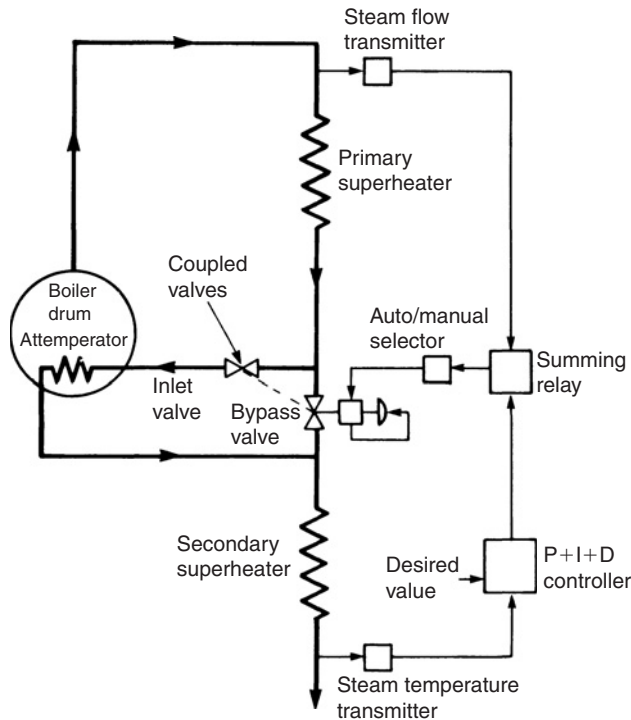 Steam flow
transmitter
Primary
superheater
Coupled
valves
Boiler
drum
Attemperator
Auto/manual
selector
Summing
relay
Inlet
valve
Bypass
valve
Secondary
superheater
Desired
value
P+I+D
controller
Steam temperature
transmitter